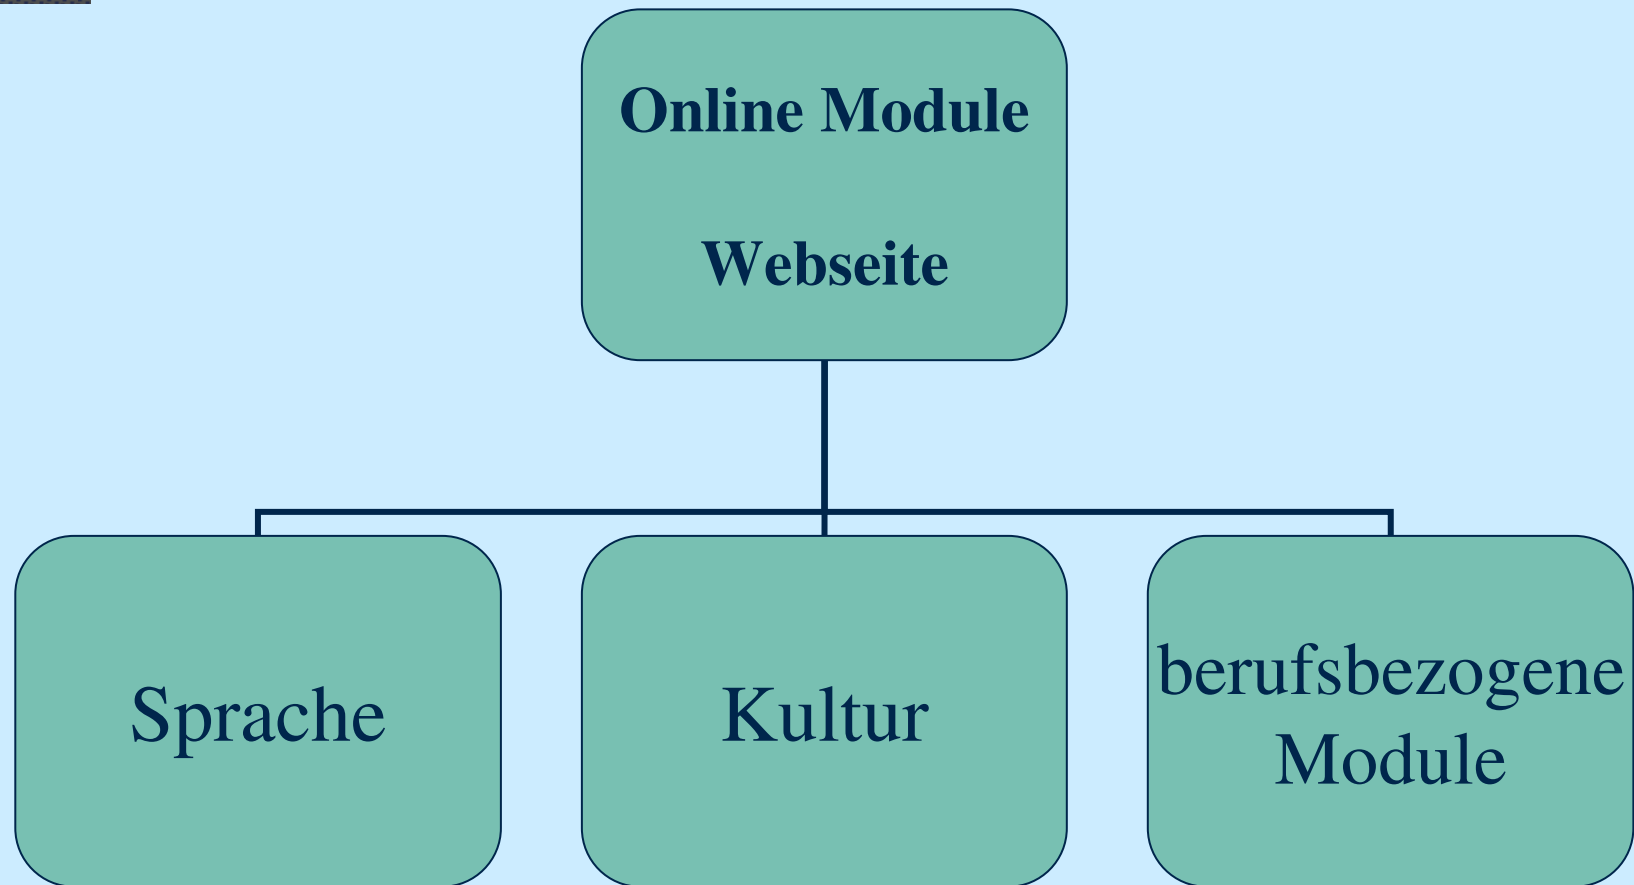 Online Module
Webseite
Sprache
Kultur
berufsbezogene
Module